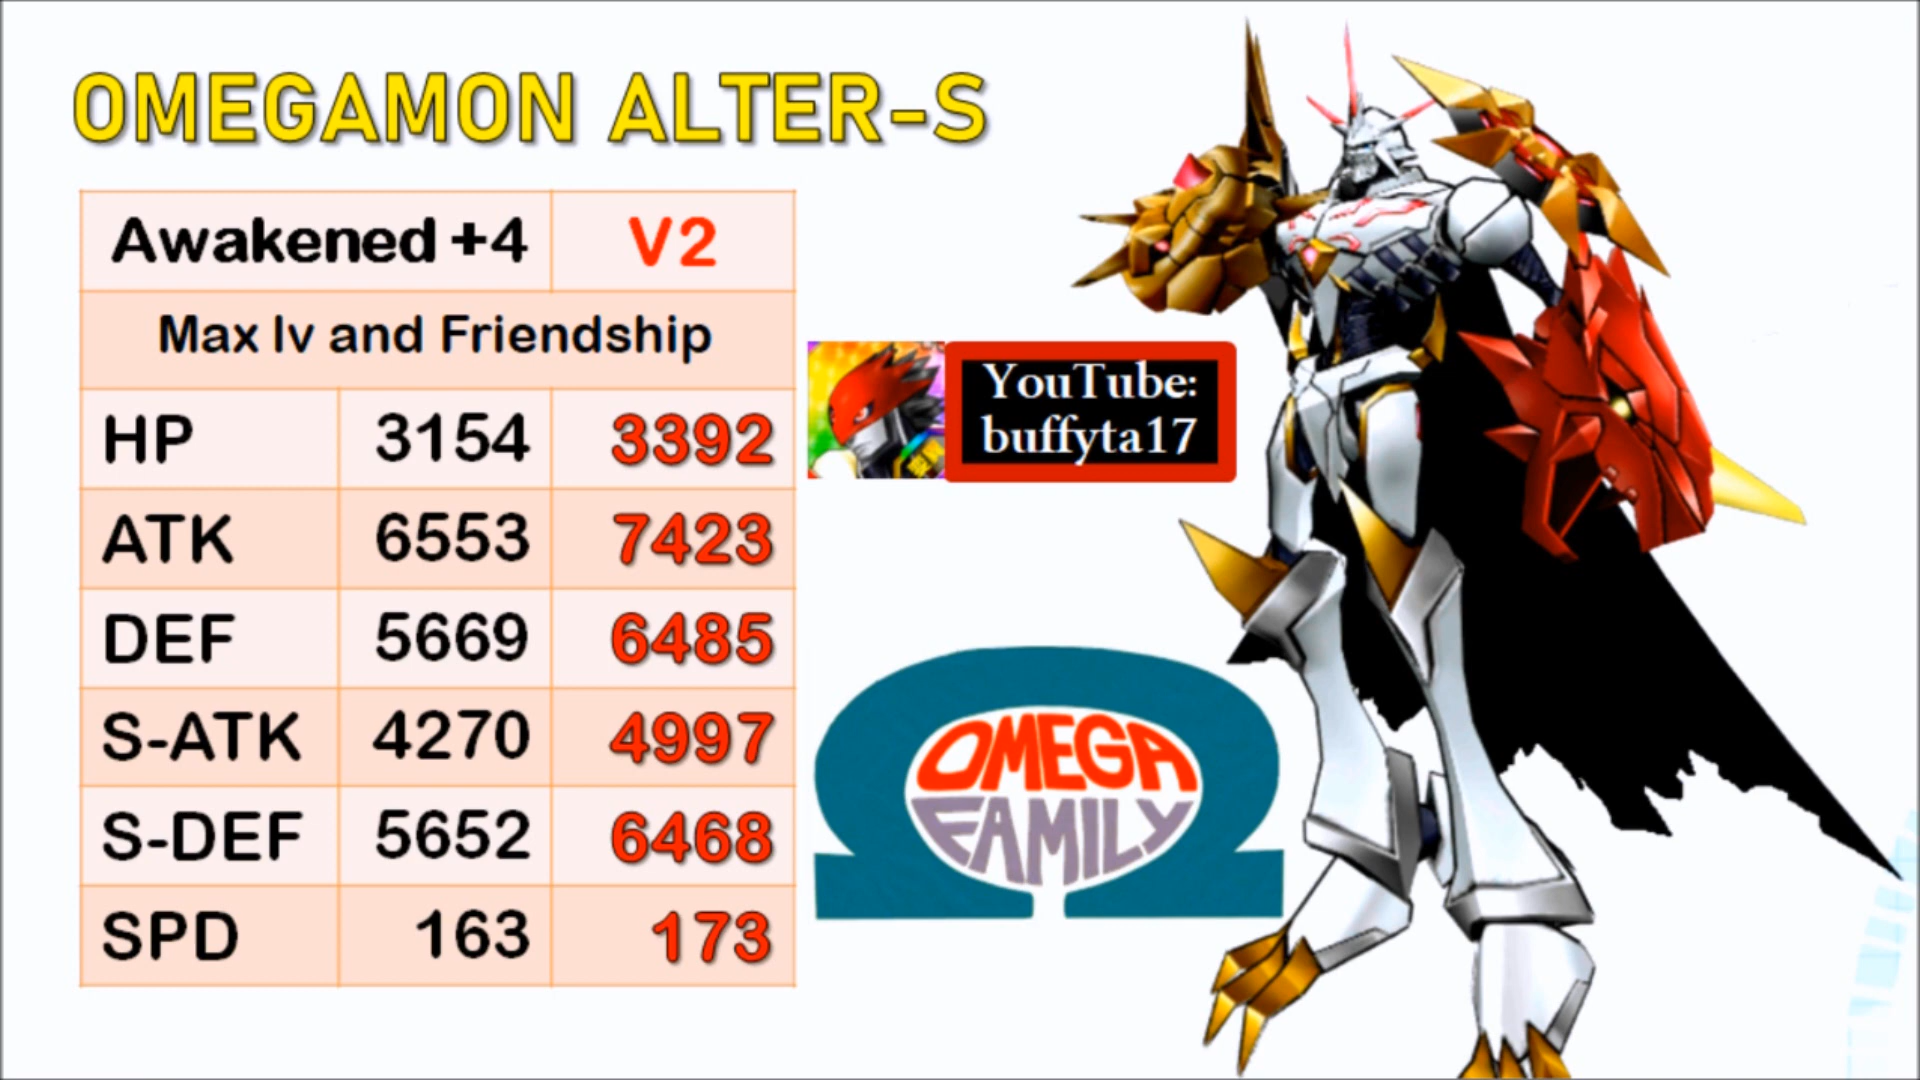 OMEGAMON ALTER-S
Awakened +4 V2
Max lv and Friendship
HP 3154 3392
ATK 6553 7423
DEF 5669 6485
S-ATK 4270 4997
S-DEF 5652 6468
SPD 163 173
YouTube:
buffyta17
OMEGA
FAMILY